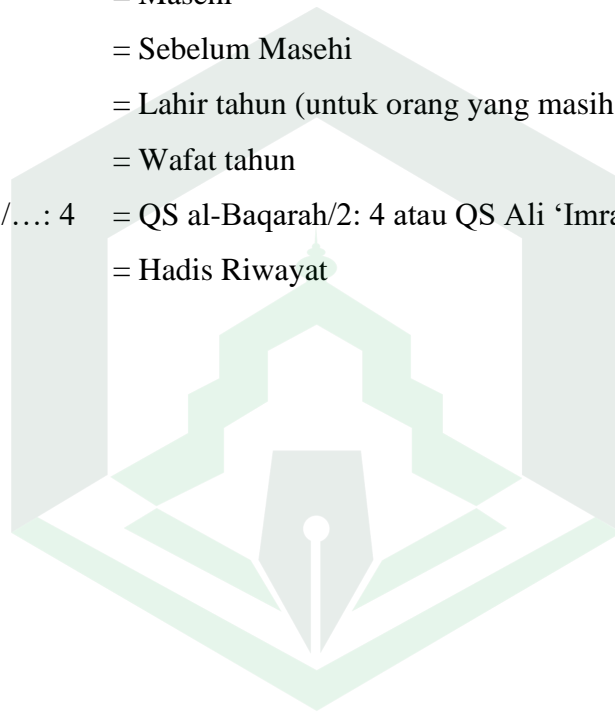 = Sebelum Masehi
= Lahir tahun (untuk orang yang masih
= Wafat tahun
/…: 4 = QS al-Baqarah/2: 4 atau QS Ali ‘Imra
= Hadis Riwayat